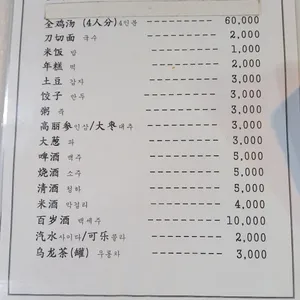 全鸡汤 (4人分)4인분 ---------- 60,000
刀切面 국수 ---------- 2,000
米饭 밥 ---------- 1,000
年糕 떡 ---------- 2,000
土豆 감자 ---------- 3,000
饺子 만두 ---------- 3,000
粥 죽 ---------- 3,000
高丽参인삼/大枣대추 ---------- 3,000
大葱 파 ---------- 3,000
啤酒 맥주 ---------- 5,000
烧酒 소주 ---------- 5,000
清酒 청하 ---------- 5,000
米酒 막걸리 ---------- 4,000
百岁酒 백세주 ---------- 10,000
汽水사이다/可乐콜라 ---------- 2,000
乌龙茶(罐) 우롱차 ---------- 3,000